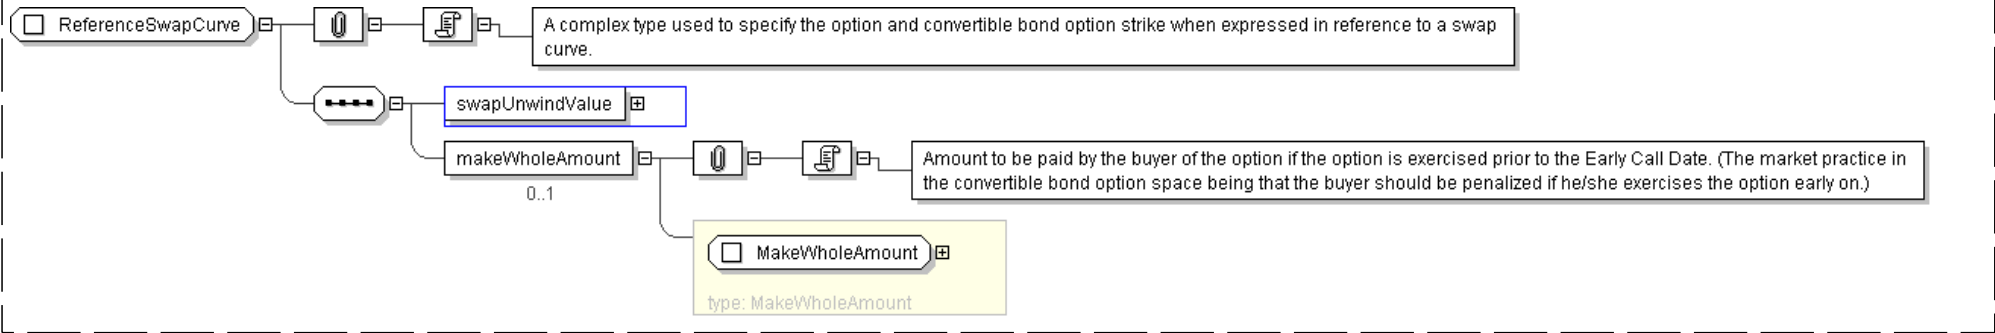 ReferenceSwapCurve
A complex type used to specify the option and convertible bond option strike when expressed in reference to a swap
curve.
swapUnwindValue
makeWholeAmount
0..1
Amount to be paid by the buyer of the option if the option is exercised prior to the Early Call Date. (The market practice in
the convertible bond option space being that the buyer should be penalized if he/she exercises the option early on.)
MakeWholeAmount
type: MakeWholeAmount